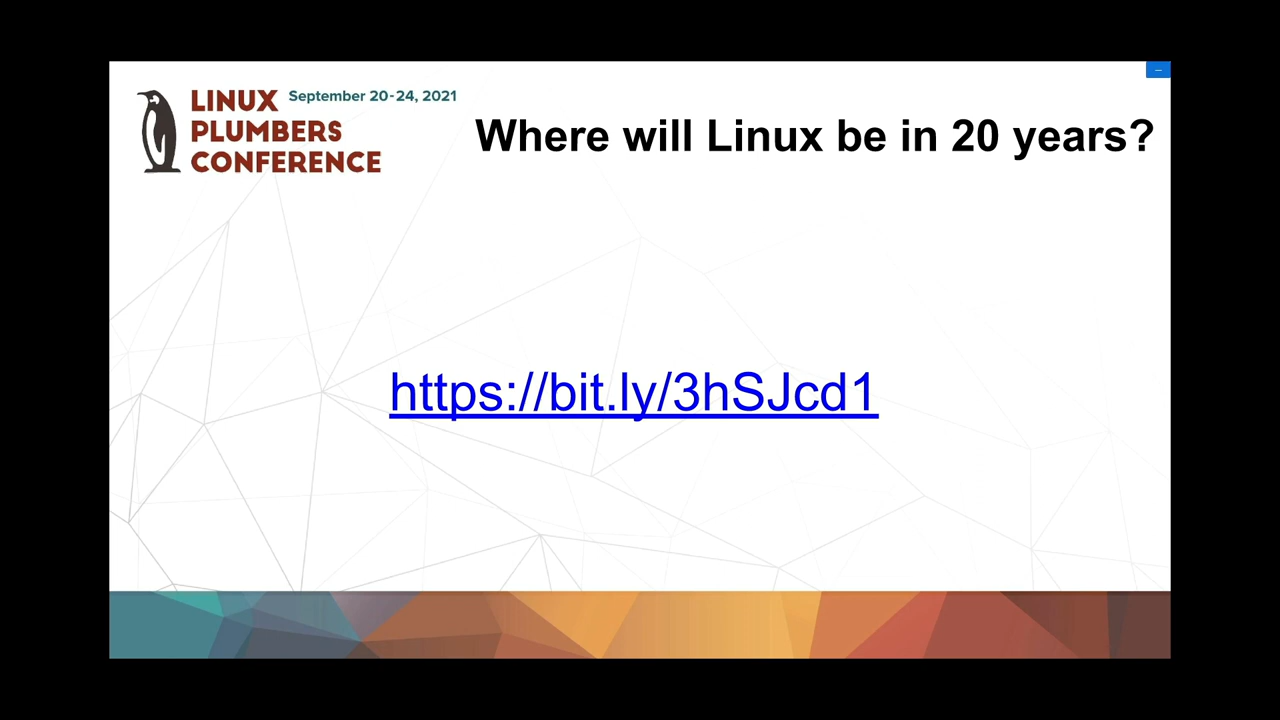 LINUX
September 20-24, 2021
PLUMBERS
CONFERENCE
Where will Linux be in 20 years?
https://bit.ly/3hSJcd1